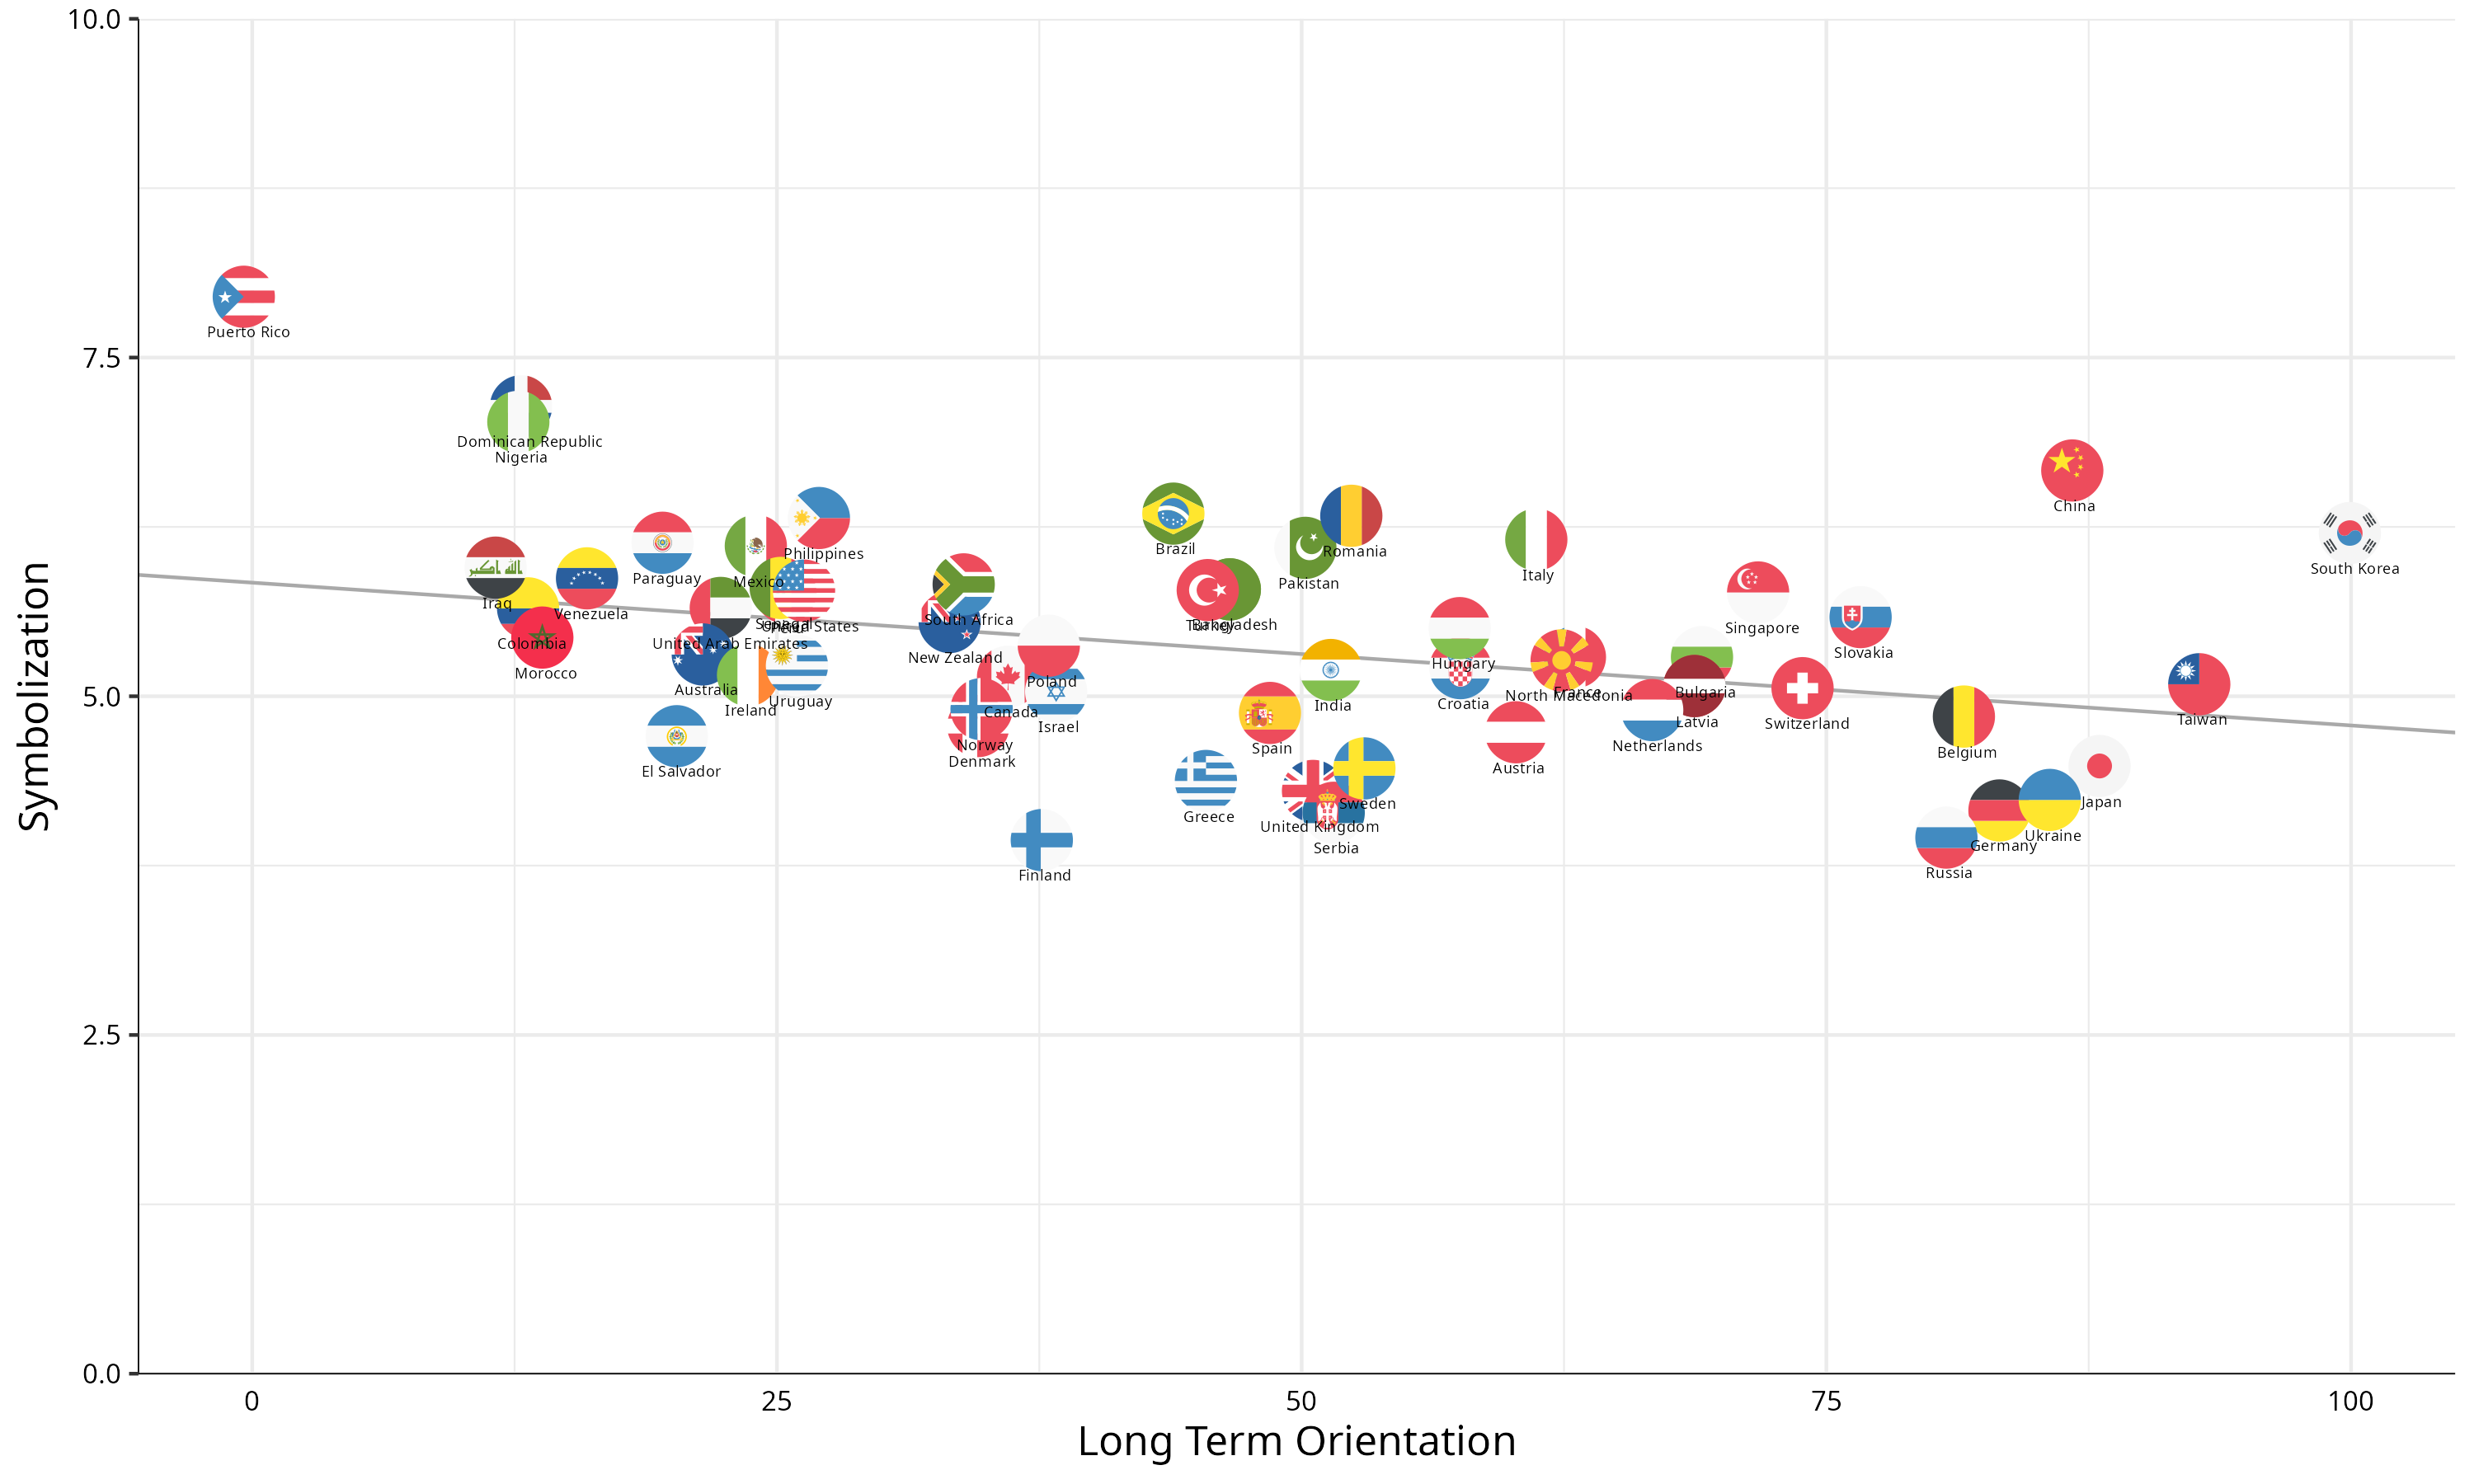 10.0
7.5
5.0
2.5
0.0
Symbolization
Puerto Rico
Dominican Republic
Nigeria
China
Brazil
Romania
Philippines
Pakistan
Italy
South Korea
Mexico
Paraguay
Iraq
Venezuela
South Africa
Turkey
Bangladesh
Singapore
Senegal
Peru
United States
Colombia
United Arab Emirates
Morocco
New Zealand
Hungary
Slovakia
Australia
Poland
Ireland
Uruguay
Canada
Israel
India
Croatia
North Macedonia
France
Bulgaria
Latvia
Switzerland
Taiwan
Norway
Denmark
Spain
Austria
Netherlands
Belgium
El Salvador
Greece
Sweden
United Kingdom
Serbia
Japan
Ukraine
Germany
Finland
Russia
0
25
50
75
100
Long Term Orientation